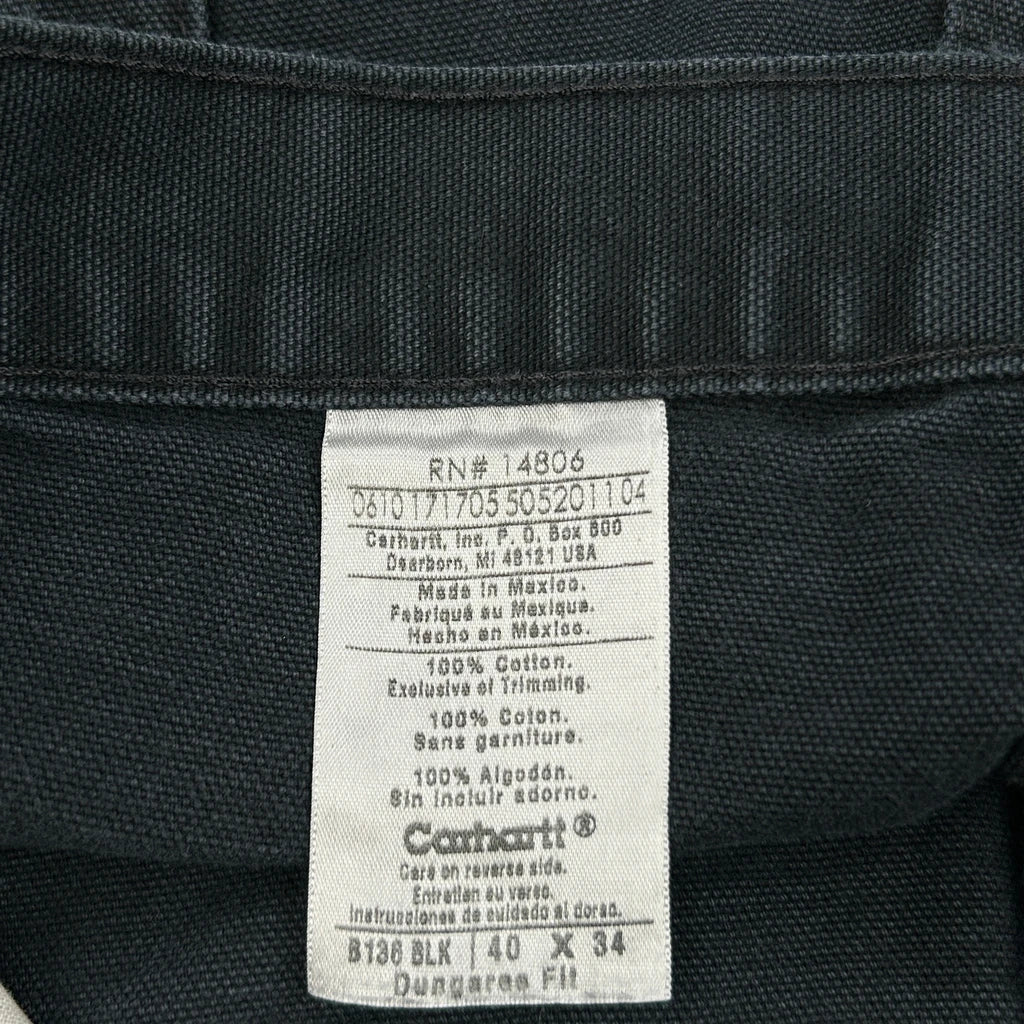 RN# 14806
0610171705505201104
Carhartt, Inc. P. O. Box 600
Dearborn, MI 48121 USA
Made in Mexico.
Fabriqué au Mexique.
Hecho en México.
100% Cotton.
Exclusive of Trimming.
100% Coton.
Sans garniture.
100% Algodón.
Sin incluir adorno.
Carhartt®
Care on reverse side.
Entretien au verso.
Instrucciones de cuidado al dorso.
B136 BLK | 40 X 34
Dungaree Fit